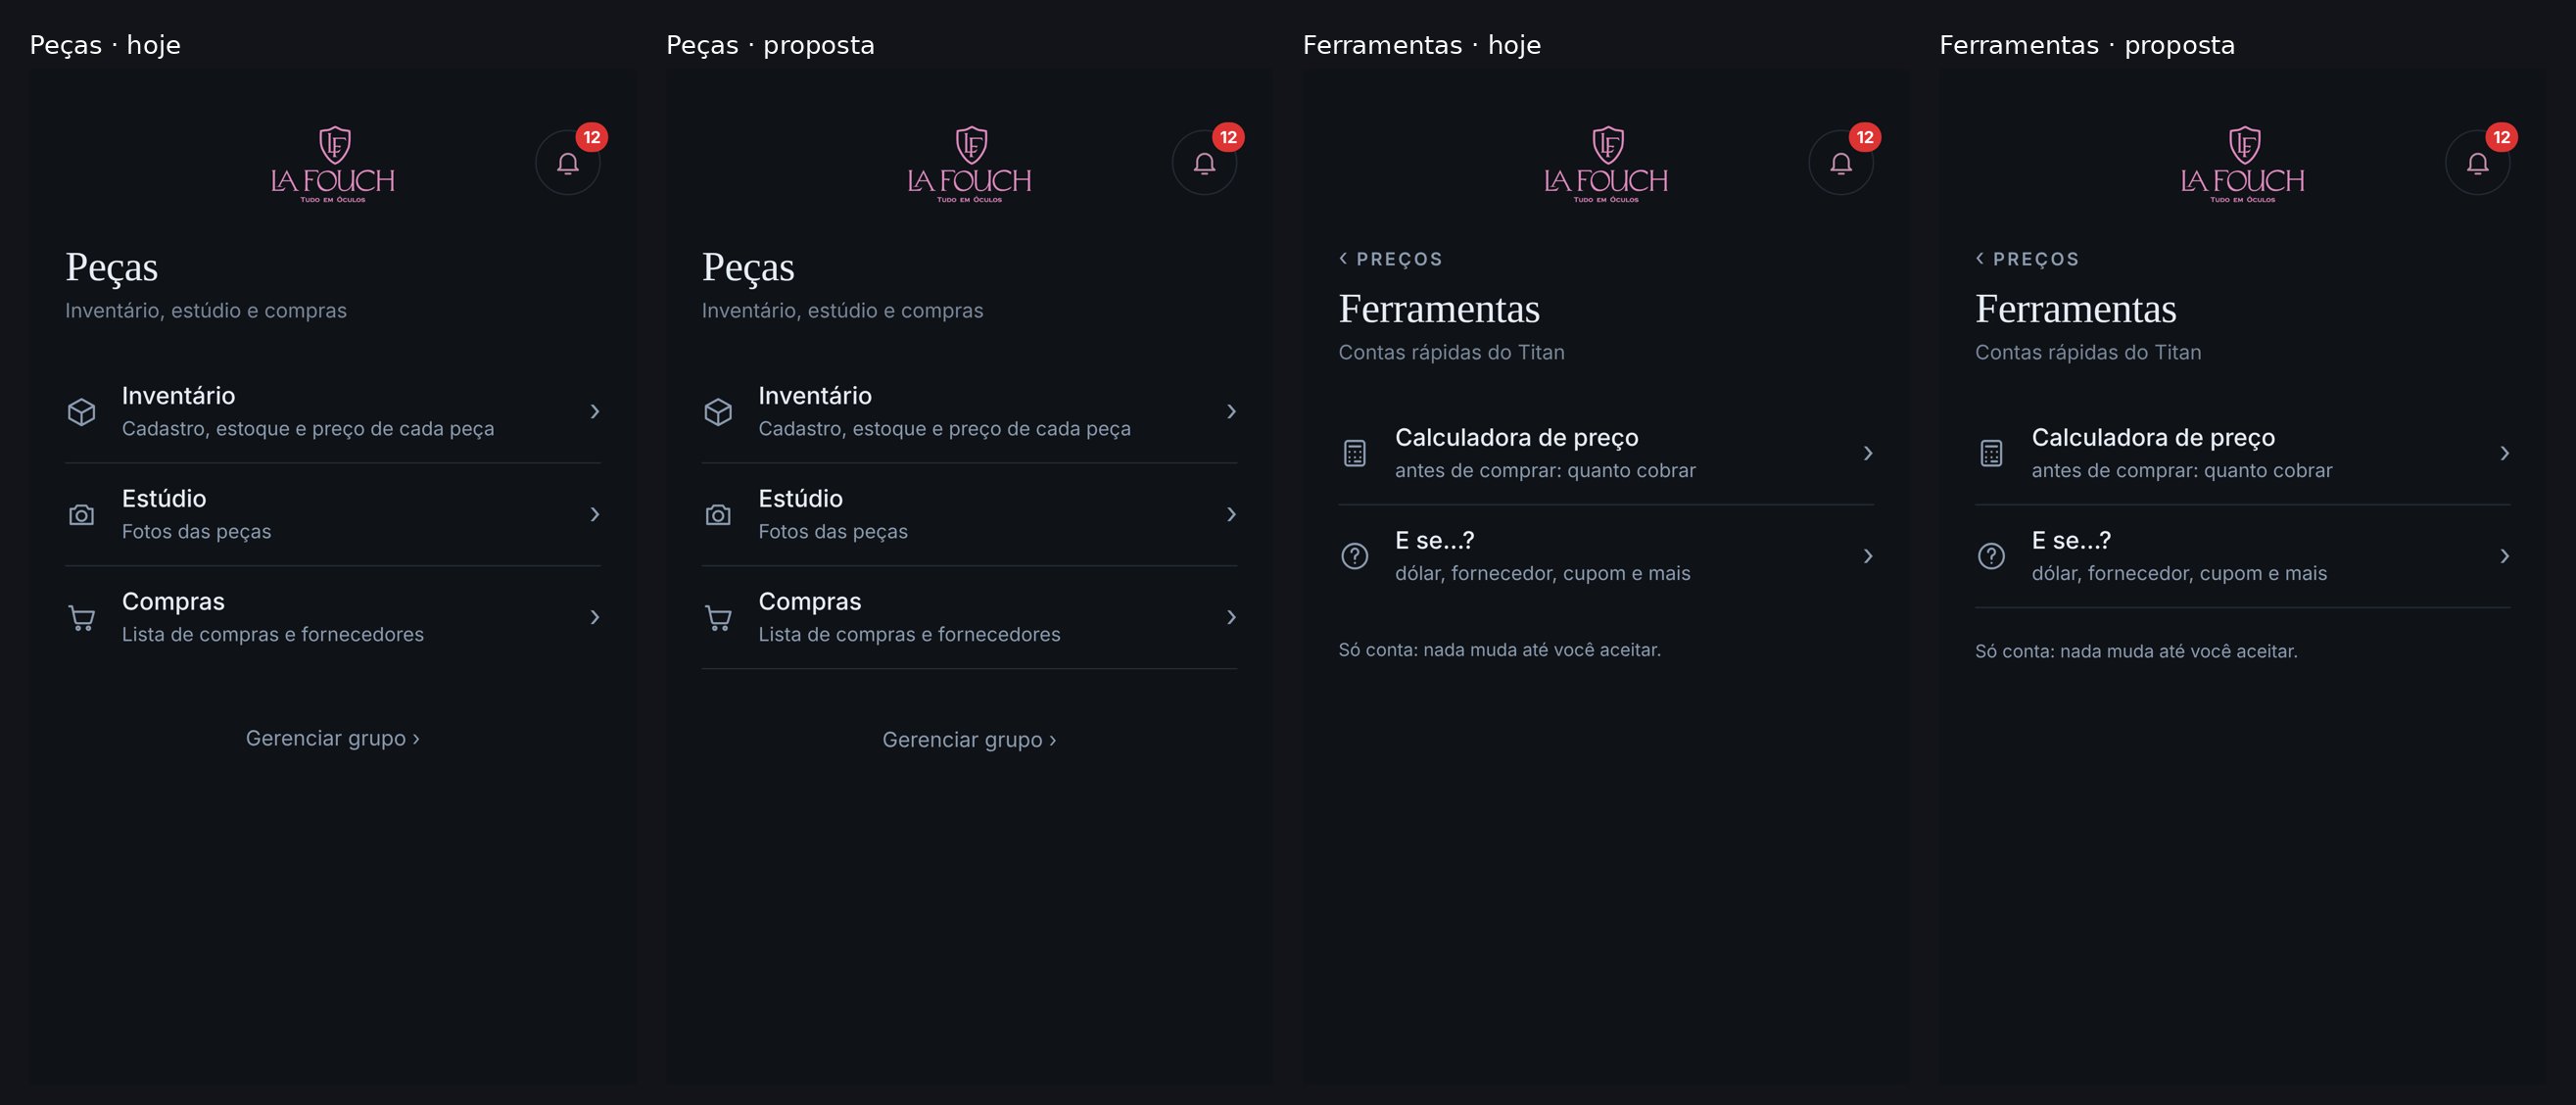 Peças · hoje
LF
LA FOUCH
Tudo em Óculos
12
Peças
Inventário, estúdio e compras
Inventário
Cadastro, estoque e preço de cada peça
Estúdio
Fotos das peças
Compras
Lista de compras e fornecedores
Gerenciar grupo ›
Peças · proposta
LF
LA FOUCH
Tudo em Óculos
12
Peças
Inventário, estúdio e compras
Inventário
Cadastro, estoque e preço de cada peça
Estúdio
Fotos das peças
Compras
Lista de compras e fornecedores
Gerenciar grupo ›
Ferramentas · hoje
LF
LA FOUCH
Tudo em Óculos
12
‹ PREÇOS
Ferramentas
Contas rápidas do Titan
Calculadora de preço
antes de comprar: quanto cobrar
E se...?
dólar, fornecedor, cupom e mais
Só conta: nada muda até você aceitar.
Ferramentas · proposta
LF
LA FOUCH
Tudo em Óculos
12
‹ PREÇOS
Ferramentas
Contas rápidas do Titan
Calculadora de preço
antes de comprar: quanto cobrar
E se...?
dólar, fornecedor, cupom e mais
Só conta: nada muda até você aceitar.